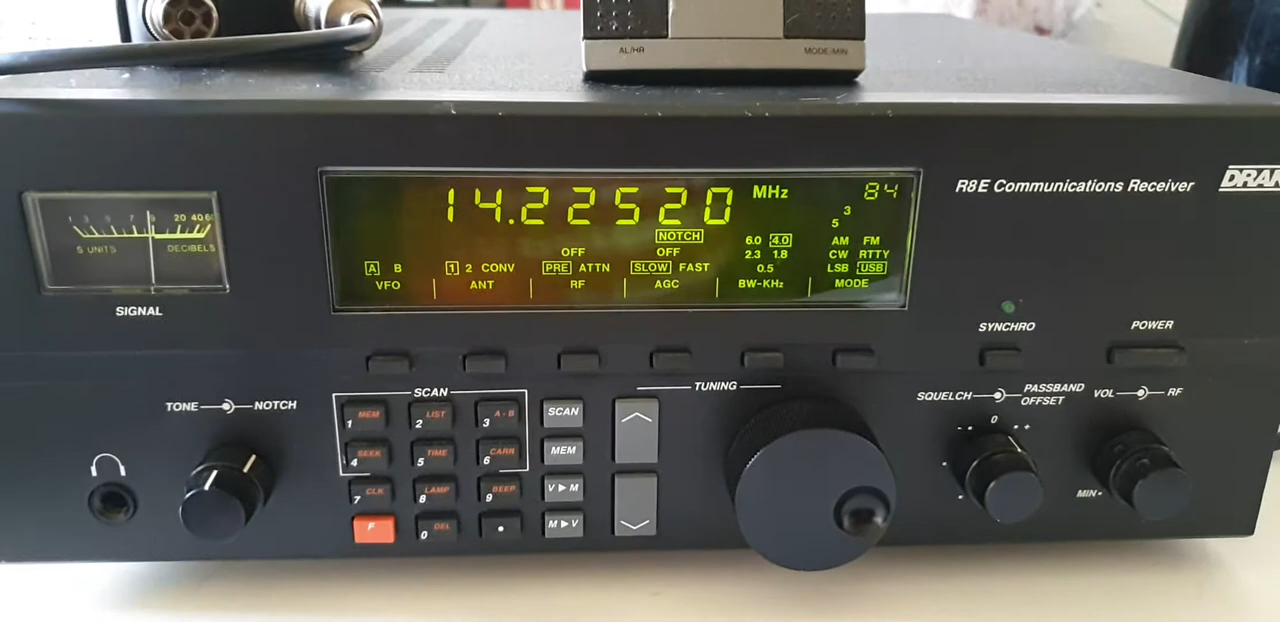 AL/HR MODE/MIN
R8E Communications Receiver DRAK
14.22520 MHz 84
3
5
NOTCH
OFF OFF
6.0 4.0 AM FM
2.3 1.8 CW RTTY
A B 1 2 CONV PRE ATTN SLOW FAST 0.5 LSB USB
VFO ANT RF AGC BW-KHz MODE
1 3 5 7 9 20 40 60
S UNITS DECIBELS
SIGNAL
SYNCHRO POWER
TONE NOTCH
SCAN
MEM 1 LIST 2 A-B 3 SCAN
SEEK 4 TIME 5 CARR 6 MEM
CLK 7 LAMP 8 BEEP 9 V▶M
F DEL 0 • M▶V
TUNING
SQUELCH PASSBAND OFFSET
- 0 +
VOL RF
MIN